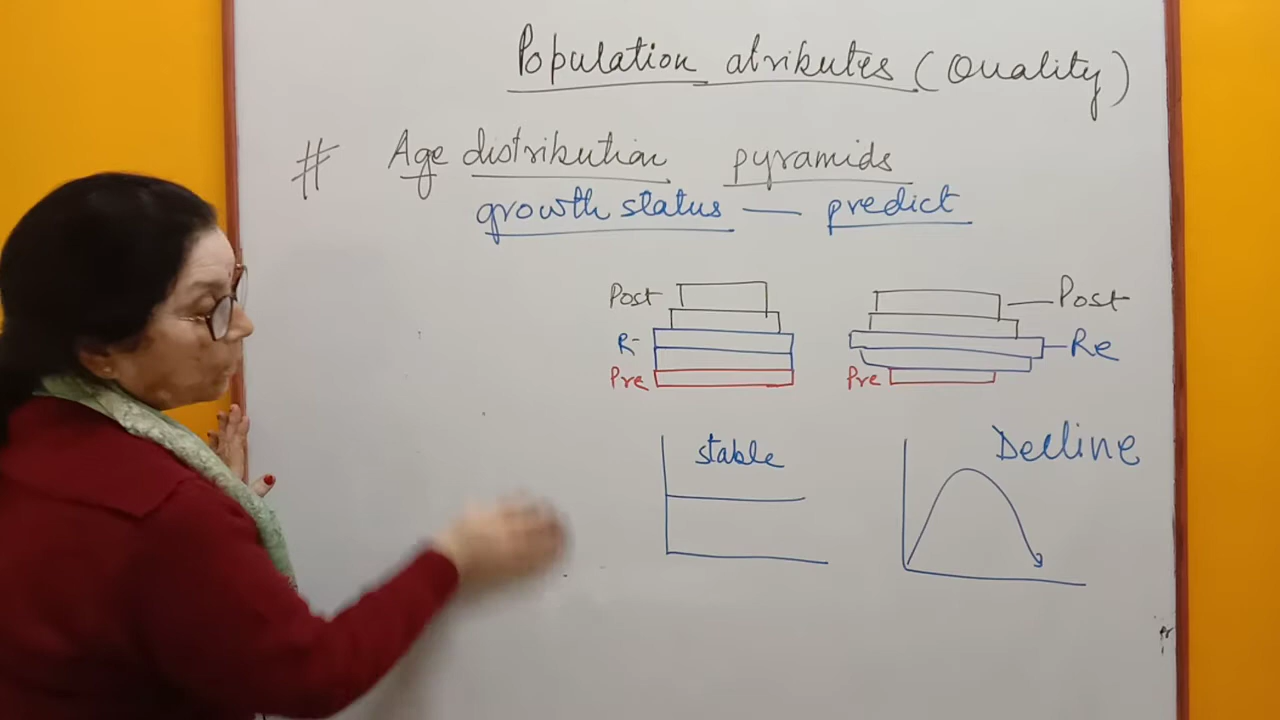 Population atributes (Quality)
# Age distribution pyramids
growth status — predict
Post
R-
Pre
Post
Re
Pre
stable
Decline